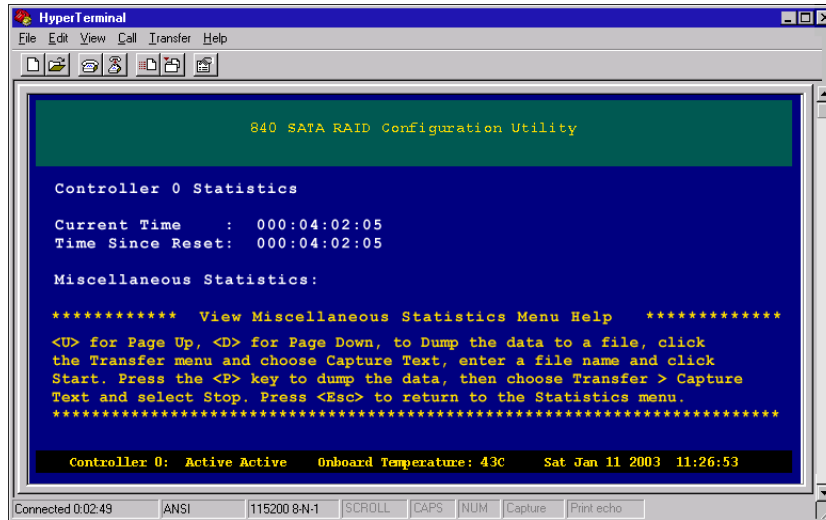 HyperTerminal
File Edit View Call Transfer Help
840 SATA RAID Configuration Utility
Controller 0 Statistics
Current Time : 000:04:02:05
Time Since Reset: 000:04:02:05
Miscellaneous Statistics:
************ View Miscellaneous Statistics Menu Help *************
<U> for Page Up, <D> for Page Down, to Dump the data to a file, click
the Transfer menu and choose Capture Text, enter a file name and click
Start. Press the <P> key to dump the data, then choose Transfer > Capture
Text and select Stop. Press <Esc> to return to the Statistics menu.
*************************************************************************
Controller 0: Active Active Onboard Temperature: 43C Sat Jan 11 2003 11:26:53
Connected 0:02:49 ANSI 115200 8-N-1 SCROLL CAPS NUM Capture Print echo